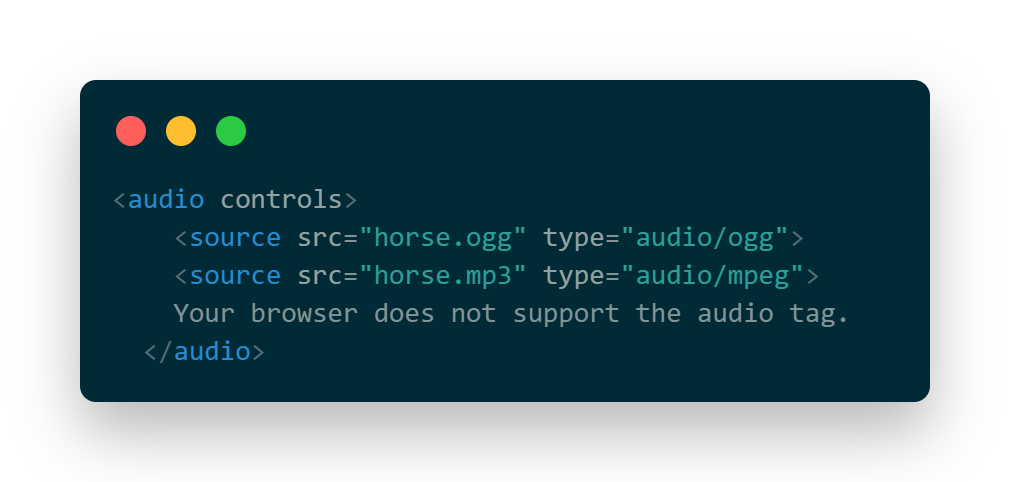 <audio controls>
<source src="horse.ogg" type="audio/ogg">
<source src="horse.mp3" type="audio/mpeg">
Your browser does not support the audio tag.
</audio>